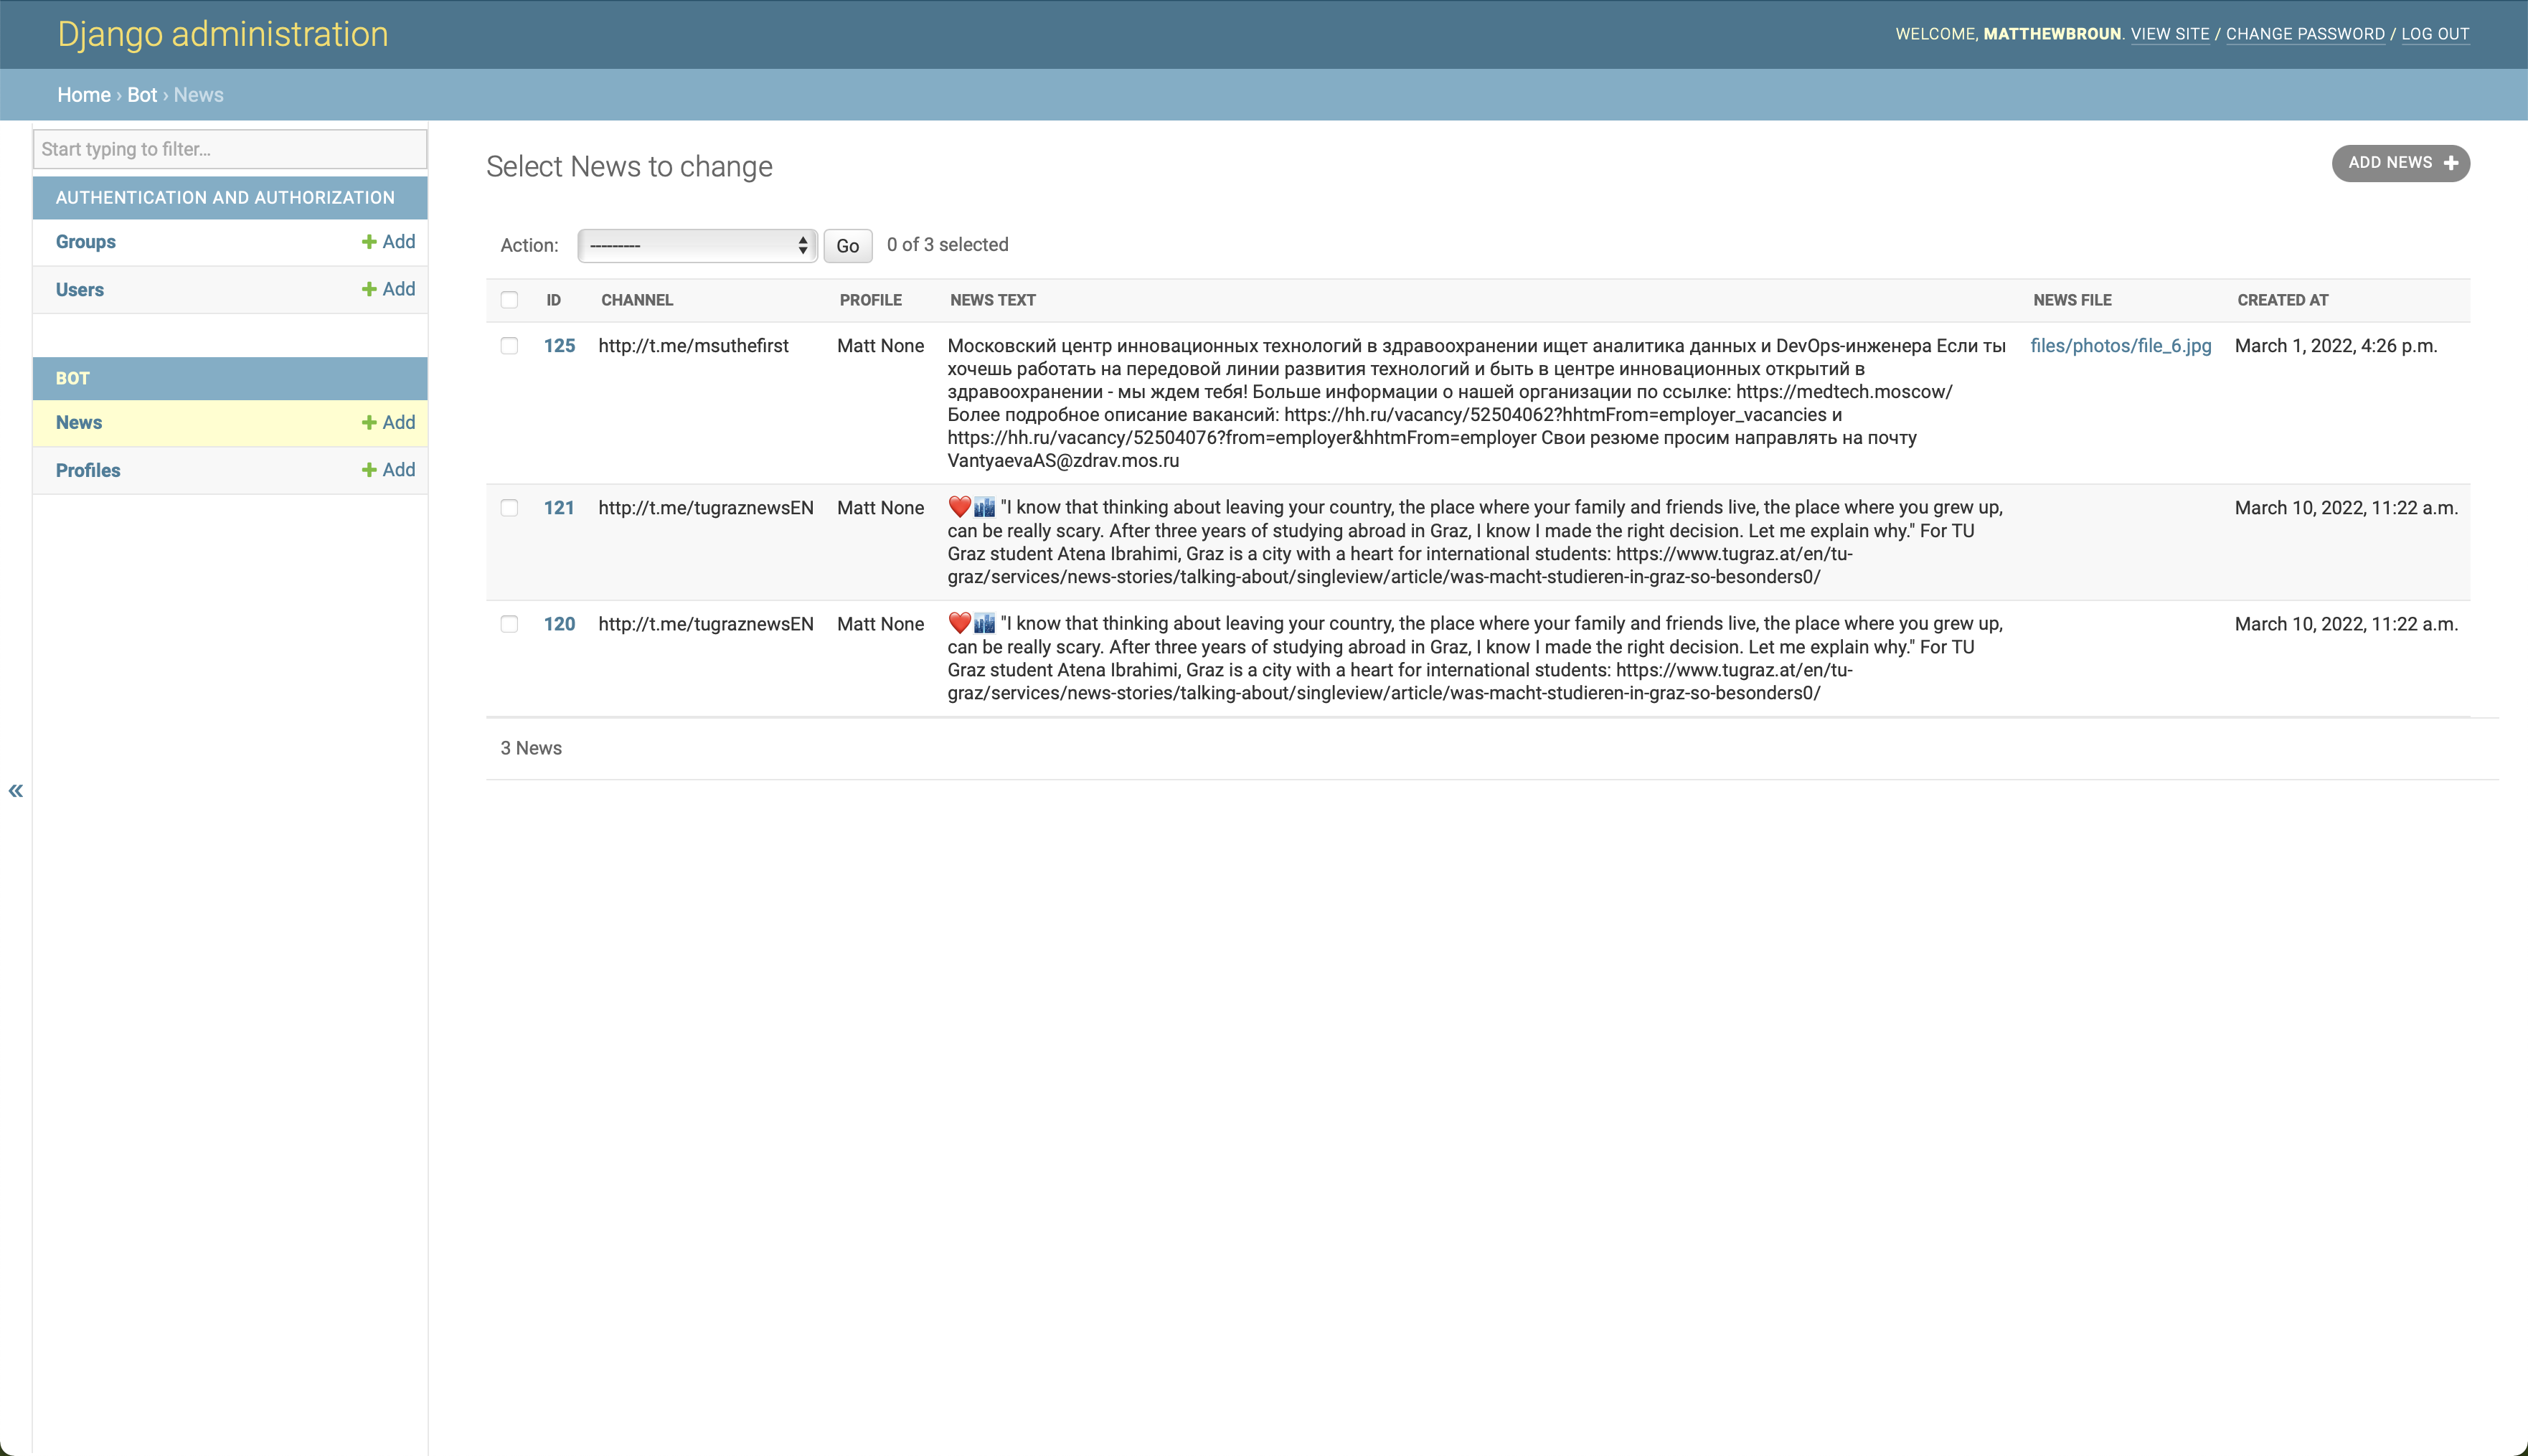 Django administration
WELCOME, MATTHEWBROUN. VIEW SITE / CHANGE PASSWORD / LOG OUT
Home › Bot › News
Start typing to filter...
AUTHENTICATION AND AUTHORIZATION
Groups + Add
Users + Add
BOT
News + Add
Profiles + Add
«
Select News to change
ADD NEWS +
Action: --------- Go 0 of 3 selected
ID CHANNEL PROFILE NEWS TEXT NEWS FILE CREATED AT
125 http://t.me/msuthefirst Matt None Московский центр инновационных технологий в здравоохранении ищет аналитика данных и DevOps-инженера Если ты files/photos/file_6.jpg March 1, 2022, 4:26 p.m.
хочешь работать на передовой линии развития технологий и быть в центре инновационных открытий в
здравоохранении - мы ждем тебя! Больше информации о нашей организации по ссылке: https://medtech.moscow/
Более подробное описание вакансий: https://hh.ru/vacancy/52504062?hhtmFrom=employer_vacancies и
https://hh.ru/vacancy/52504076?from=employer&hhtmFrom=employer Свои резюме просим направлять на почту
VantyaevaAS@zdrav.mos.ru
121 http://t.me/tugraznewsEN Matt None ❤️🏙️ "I know that thinking about leaving your country, the place where your family and friends live, the place where you grew up, March 10, 2022, 11:22 a.m.
can be really scary. After three years of studying abroad in Graz, I know I made the right decision. Let me explain why." For TU
Graz student Atena Ibrahimi, Graz is a city with a heart for international students: https://www.tugraz.at/en/tu-
graz/services/news-stories/talking-about/singleview/article/was-macht-studieren-in-graz-so-besonders0/
120 http://t.me/tugraznewsEN Matt None ❤️🏙️ "I know that thinking about leaving your country, the place where your family and friends live, the place where you grew up, March 10, 2022, 11:22 a.m.
can be really scary. After three years of studying abroad in Graz, I know I made the right decision. Let me explain why." For TU
Graz student Atena Ibrahimi, Graz is a city with a heart for international students: https://www.tugraz.at/en/tu-
graz/services/news-stories/talking-about/singleview/article/was-macht-studieren-in-graz-so-besonders0/
3 News